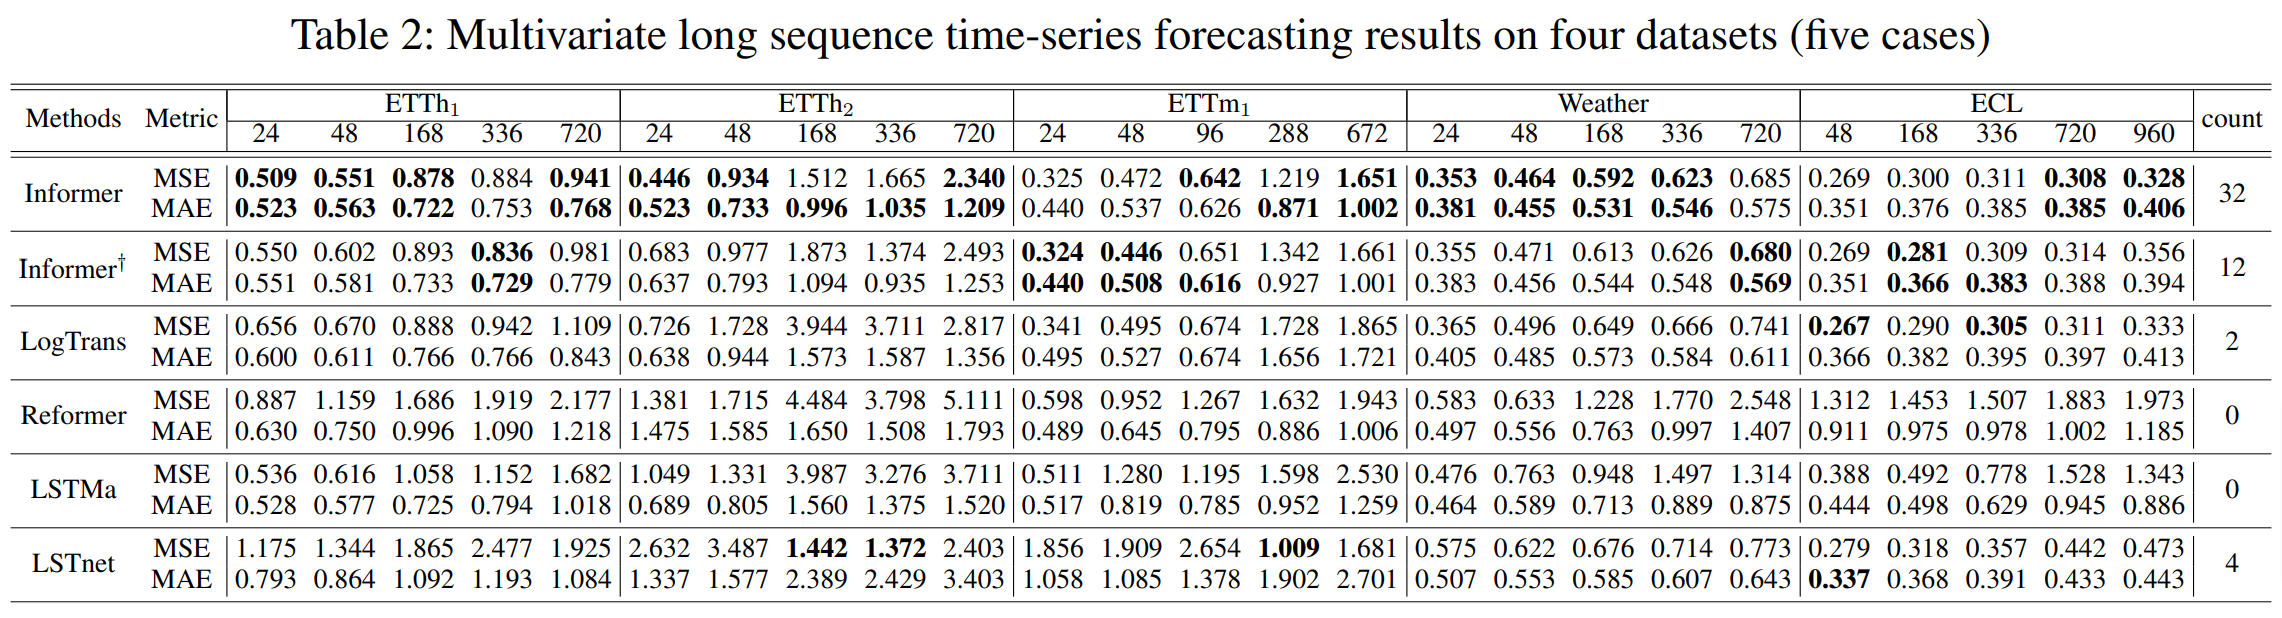 Table 2: Multivariate long sequence time-series forecasting results on four datasets (five cases)
Methods Metric ETTh1 ETTh2 ETTm1 Weather ECL count
24 48 168 336 720 24 48 168 336 720 24 48 96 288 672 24 48 168 336 720 48 168 336 720 960
Informer MSE 0.509 0.551 0.878 0.884 0.941 0.446 0.934 1.512 1.665 2.340 0.325 0.472 0.642 1.219 1.651 0.353 0.464 0.592 0.623 0.685 0.269 0.300 0.311 0.308 0.328 32
MAE 0.523 0.563 0.722 0.753 0.768 0.523 0.733 0.996 1.035 1.209 0.440 0.537 0.626 0.871 1.002 0.381 0.455 0.531 0.546 0.575 0.351 0.376 0.385 0.385 0.406
Informer† MSE 0.550 0.602 0.893 0.836 0.981 0.683 0.977 1.873 1.374 2.493 0.324 0.446 0.651 1.342 1.661 0.355 0.471 0.613 0.626 0.680 0.269 0.281 0.309 0.314 0.356 12
MAE 0.551 0.581 0.733 0.729 0.779 0.637 0.793 1.094 0.935 1.253 0.440 0.508 0.616 0.927 1.001 0.383 0.456 0.544 0.548 0.569 0.351 0.366 0.383 0.388 0.394
LogTrans MSE 0.656 0.670 0.888 0.942 1.109 0.726 1.728 3.944 3.711 2.817 0.341 0.495 0.674 1.728 1.865 0.365 0.496 0.649 0.666 0.741 0.267 0.290 0.305 0.311 0.333 2
MAE 0.600 0.611 0.766 0.766 0.843 0.638 0.944 1.573 1.587 1.356 0.495 0.527 0.674 1.656 1.721 0.405 0.485 0.573 0.584 0.611 0.366 0.382 0.395 0.397 0.413
Reformer MSE 0.887 1.159 1.686 1.919 2.177 1.381 1.715 4.484 3.798 5.111 0.598 0.952 1.267 1.632 1.943 0.583 0.633 1.228 1.770 2.548 1.312 1.453 1.507 1.883 1.973 0
MAE 0.630 0.750 0.996 1.090 1.218 1.475 1.585 1.650 1.508 1.793 0.489 0.645 0.795 0.886 1.006 0.497 0.556 0.763 0.997 1.407 0.911 0.975 0.978 1.002 1.185
LSTMa MSE 0.536 0.616 1.058 1.152 1.682 1.049 1.331 3.987 3.276 3.711 0.511 1.280 1.195 1.598 2.530 0.476 0.763 0.948 1.497 1.314 0.388 0.492 0.778 1.528 1.343 0
MAE 0.528 0.577 0.725 0.794 1.018 0.689 0.805 1.560 1.375 1.520 0.517 0.819 0.785 0.952 1.259 0.464 0.589 0.713 0.889 0.875 0.444 0.498 0.629 0.945 0.886
LSTnet MSE 1.175 1.344 1.865 2.477 1.925 2.632 3.487 1.442 1.372 2.403 1.856 1.909 2.654 1.009 1.681 0.575 0.622 0.676 0.714 0.773 0.279 0.318 0.357 0.442 0.473 4
MAE 0.793 0.864 1.092 1.193 1.084 1.337 1.577 2.389 2.429 3.403 1.058 1.085 1.378 1.902 2.701 0.507 0.553 0.585 0.607 0.643 0.337 0.368 0.391 0.433 0.443